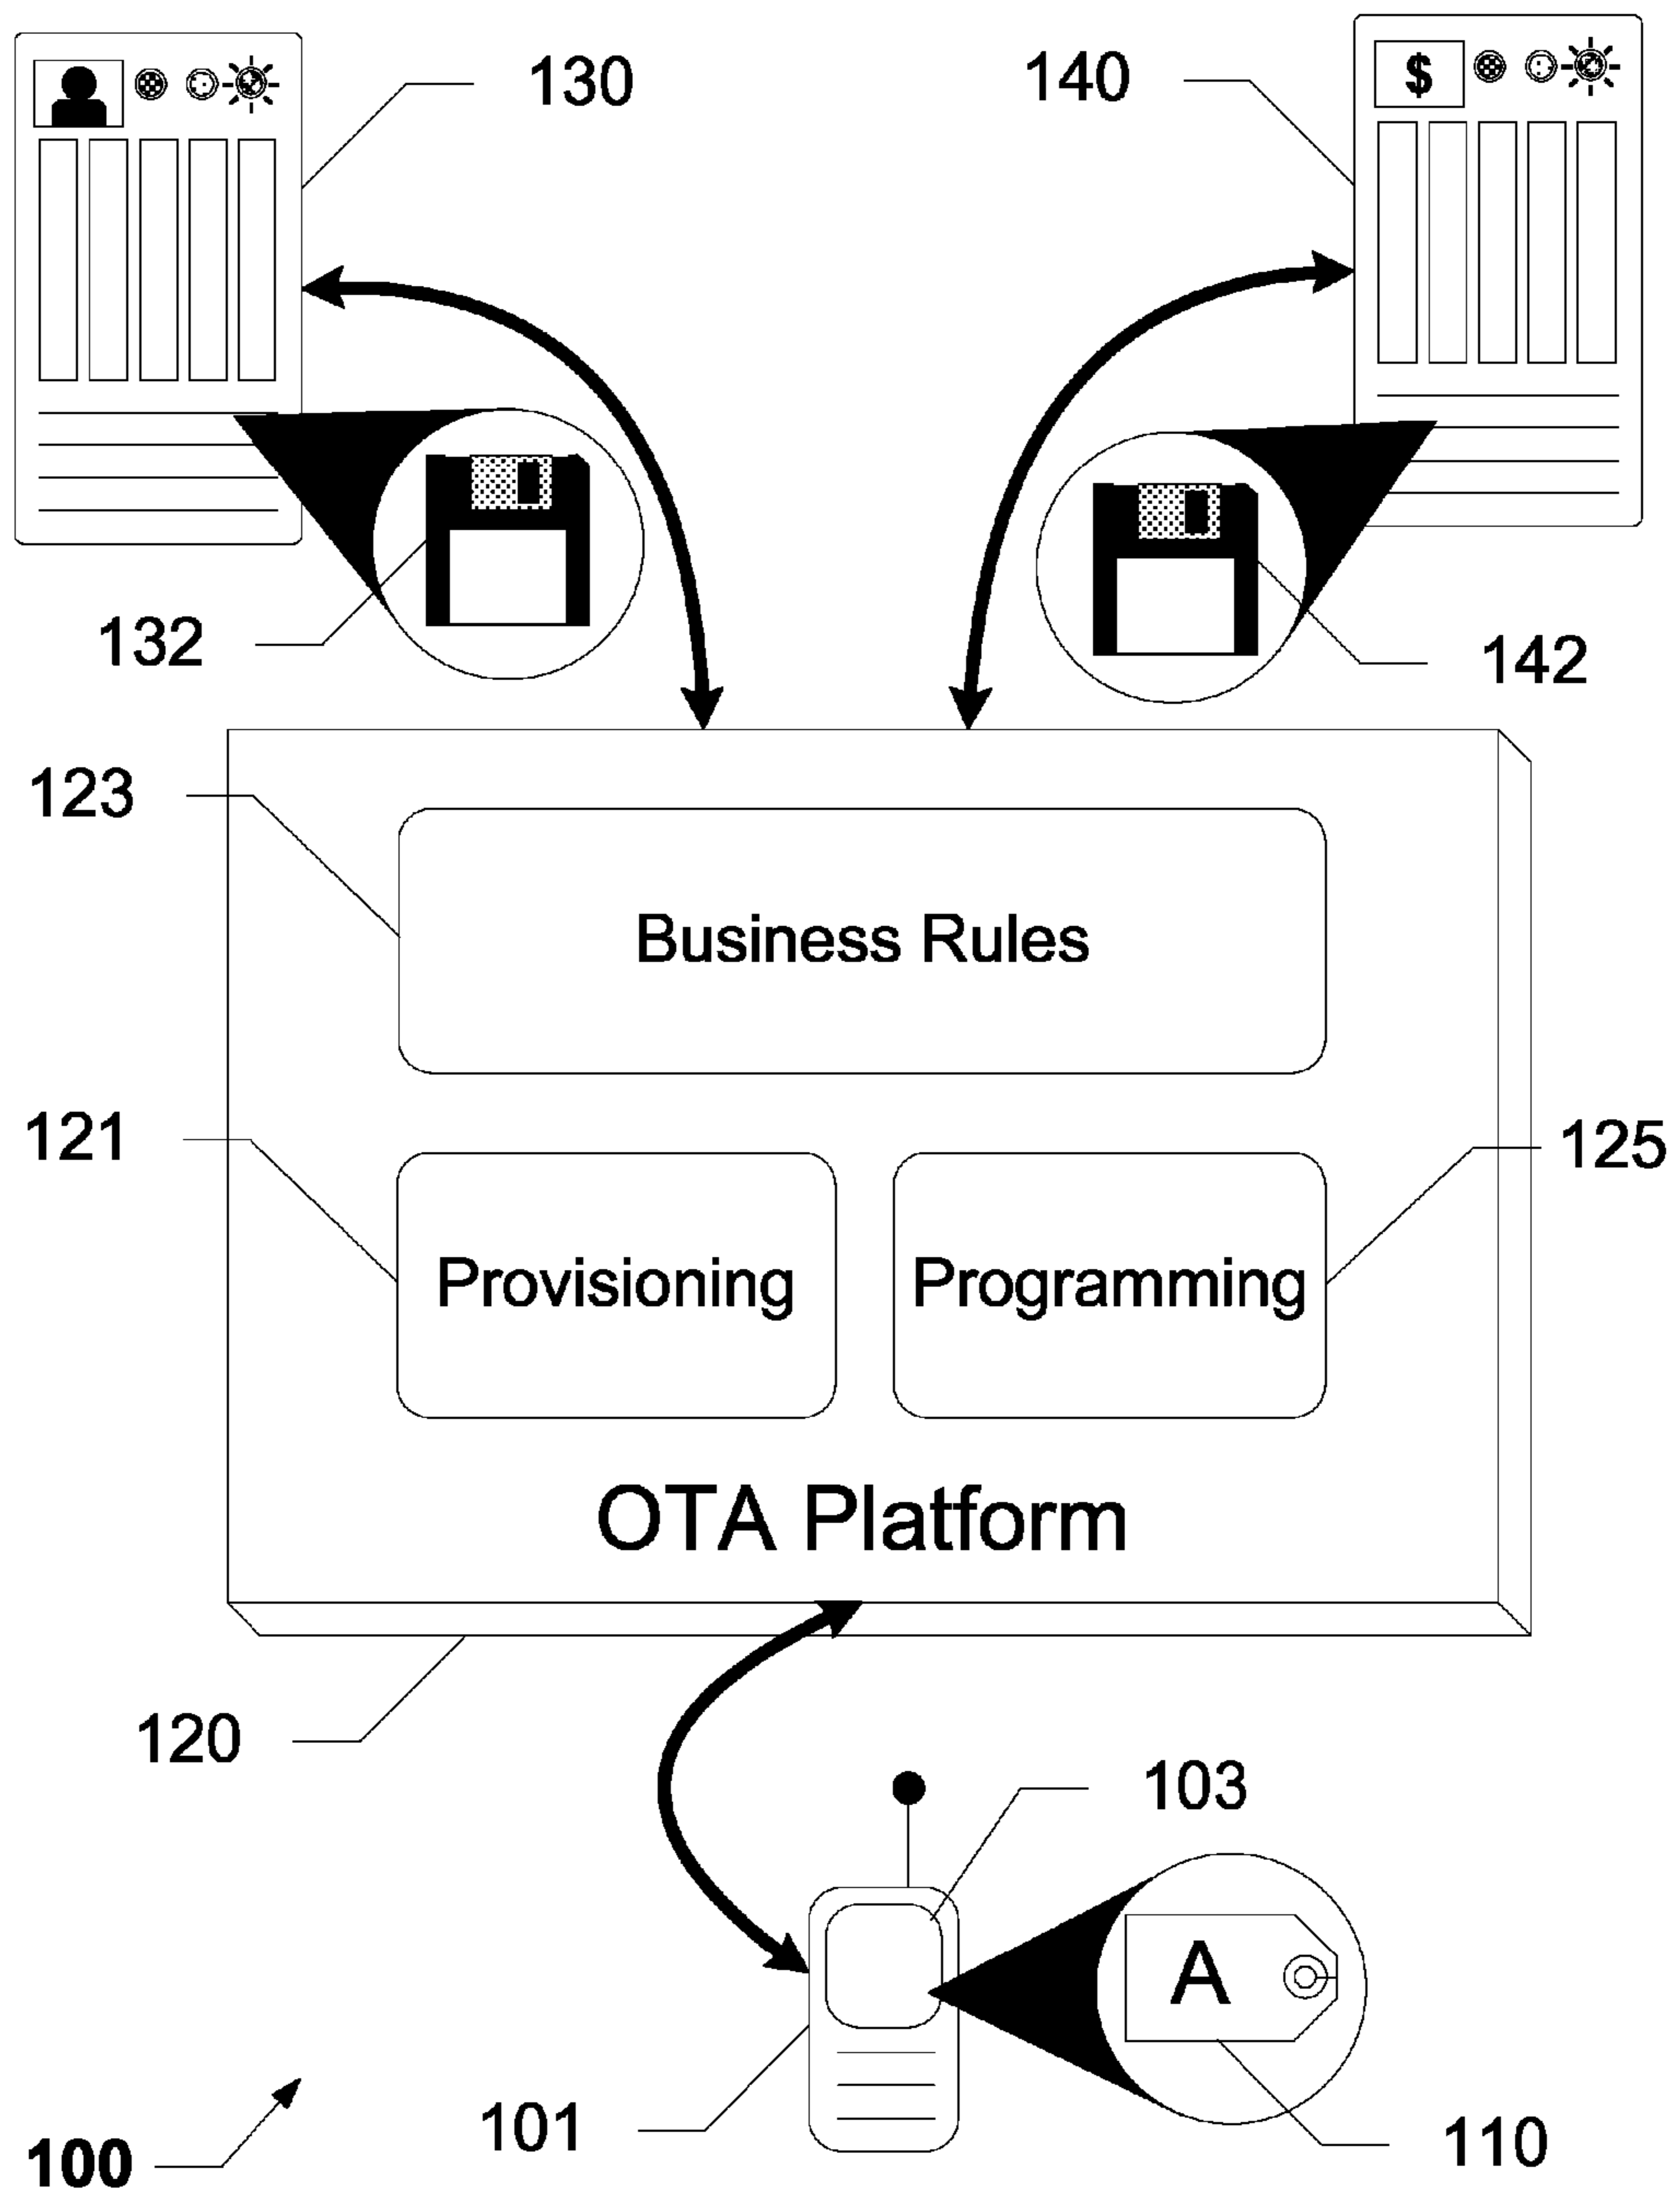 130
140
$
132
142
123
Business Rules
121
125
Provisioning
Programming
OTA Platform
120
103
A
101
110
100